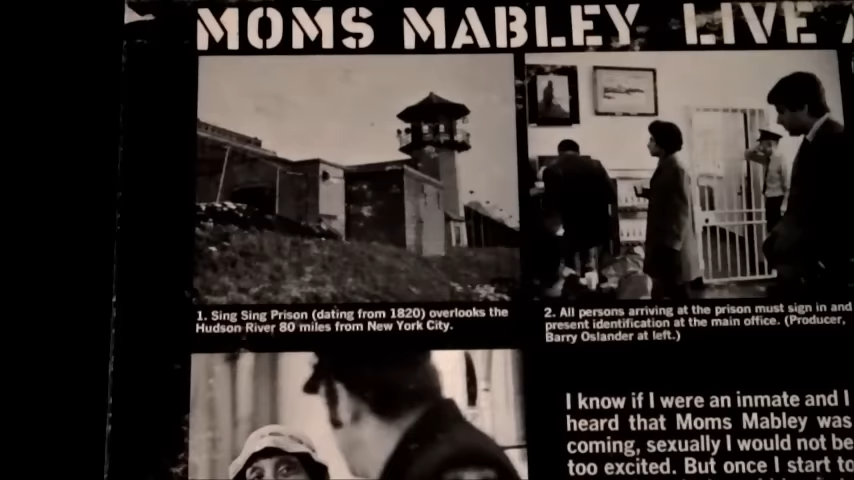 MOMS MABLEY LIVE
1. Sing Sing Prison (dating from 1820) overlooks the
Hudson River 80 miles from New York City.
2. All persons arriving at the prison must sign in and
present identification at the main office. (Producer,
Barry Oslander at left.)
I know if I were an inmate and I
heard that Moms Mabley was
coming, sexually I would not be
too excited. But once I start to